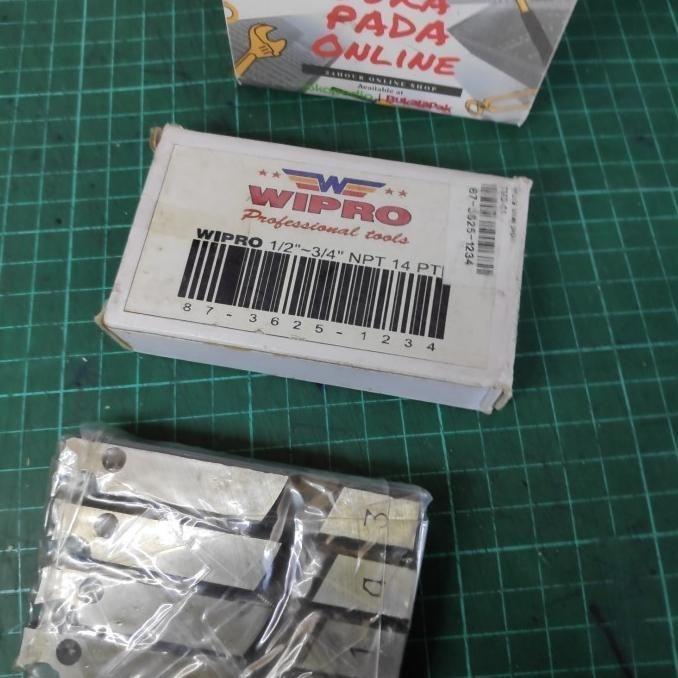 PADA
ONLINE
24HOUR ONLINE SHOP
Available at
Bukalapak
W
WIPRO
Professional tools
WIPRO 1/2"~3/4" NPT 14 PT
87-3625-1234
87-3625-1234
3